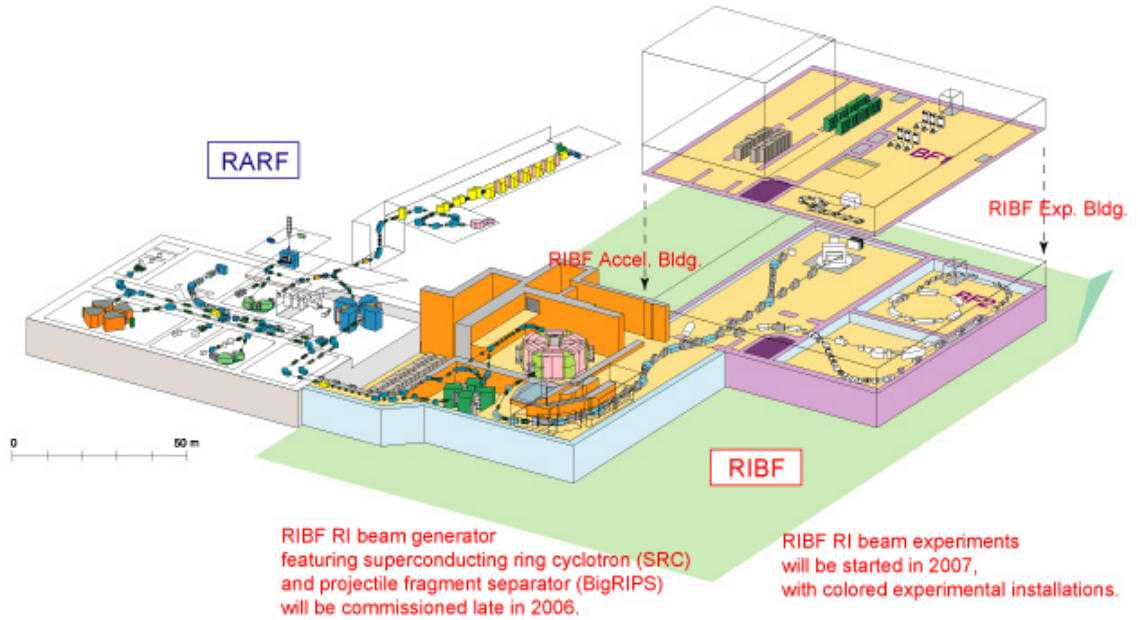 RARF
BF1
RIBF Exp. Bldg.
RIBF Accel. Bldg.
BF2
0 50 m
RIBF
RIBF RI beam generator
featuring superconducting ring cyclotron (SRC)
and projectile fragment separator (BigRIPS)
will be commissioned late in 2006.
RIBF RI beam experiments
will be started in 2007,
with colored experimental installations.